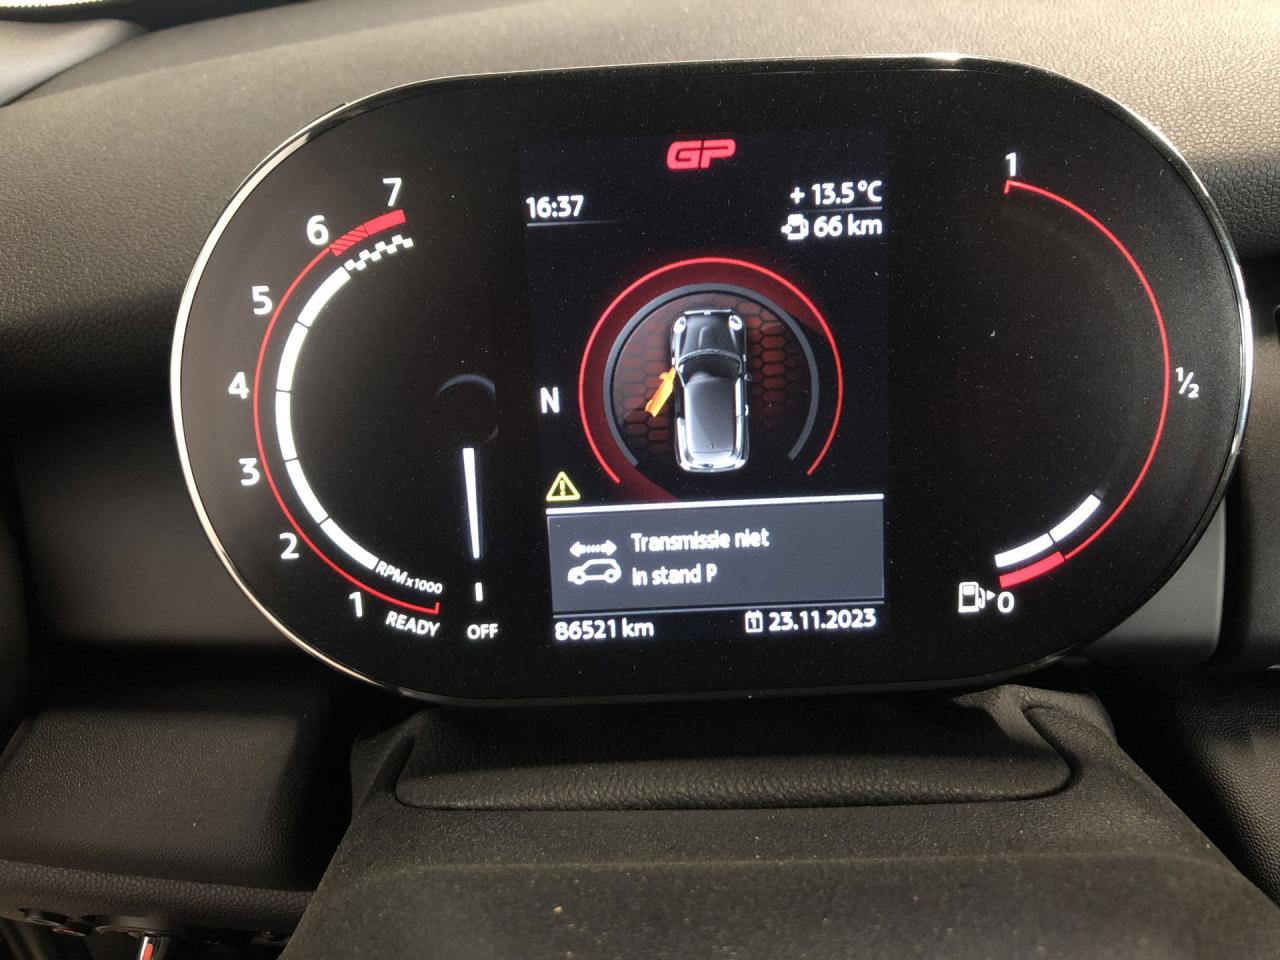 GP
16:37
+ 13.5°C
66 km
7
6
5
4
3
2
1
RPM x1000
READY
OFF
N
Transmissie niet
in stand P
86521 km
1 23.11.2023
1
½
0